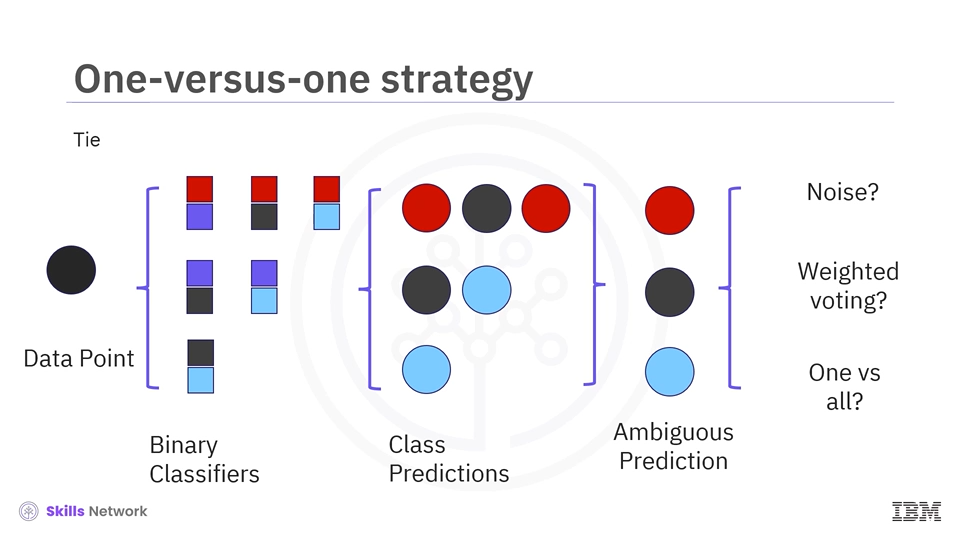 One-versus-one strategy
Tie
Noise?
Weighted
voting?
Data Point
One vs
all?
Binary
Classifiers
Class
Predictions
Ambiguous
Prediction
Skills Network
IBM